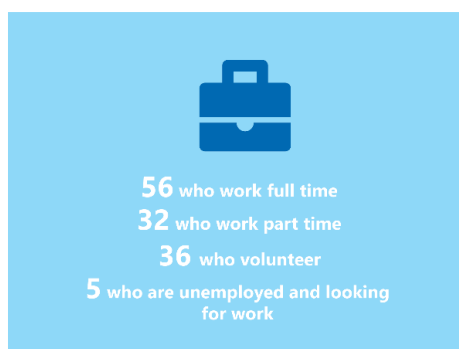 56 who work full time
32 who work part time
36 who volunteer
5 who are unemployed and looking
for work